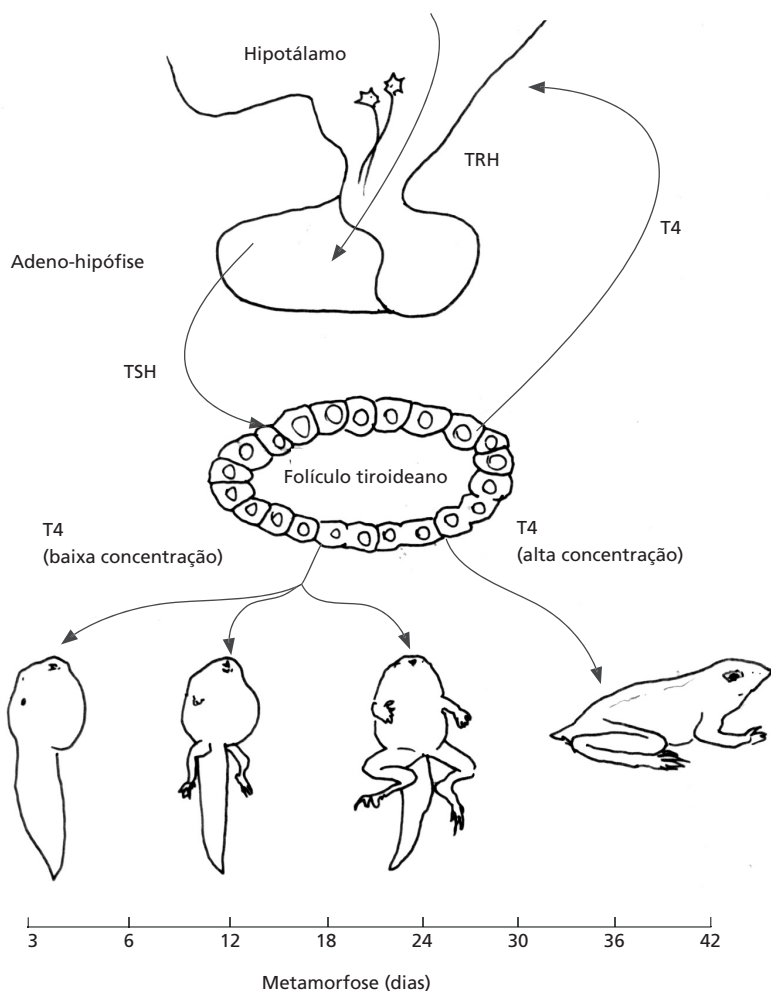 Hipotálamo
TRH
T4
Adeno-hipófise
TSH
Folículo tiroideano
T4
(baixa concentração)
T4
(alta concentração)
3 6 12 18 24 30 36 42
Metamorfose (dias)